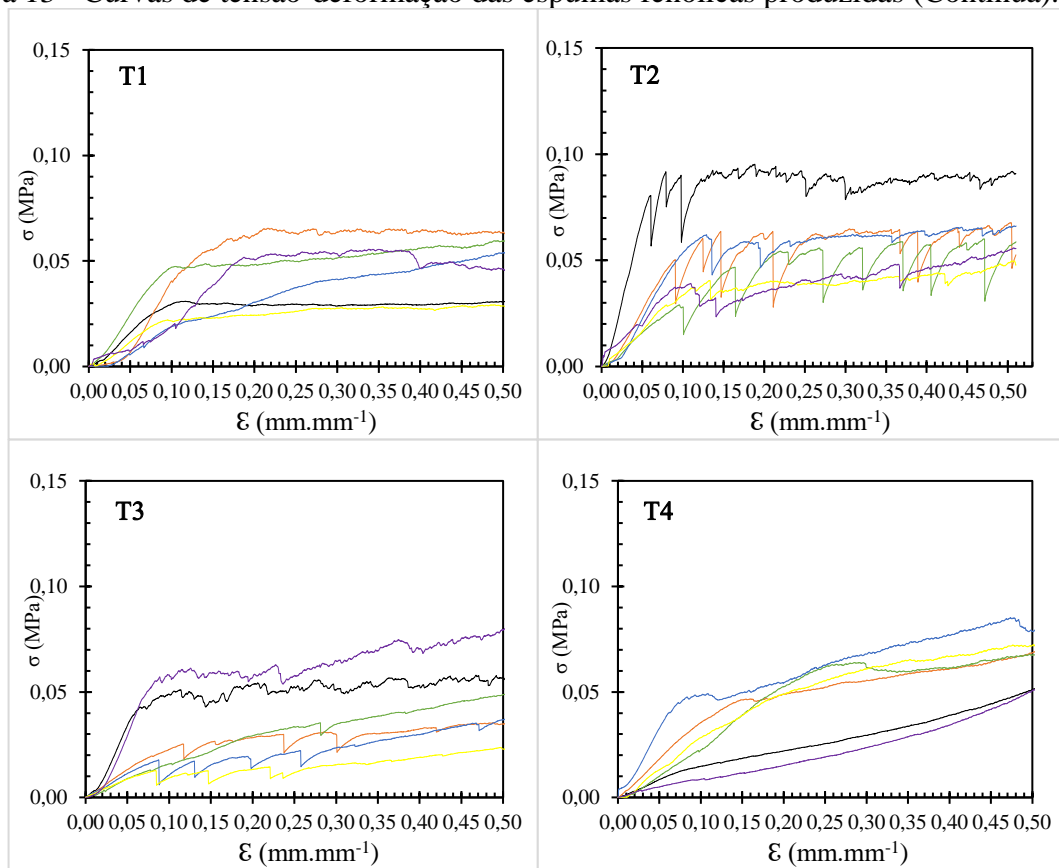 a 13 - Curvas de tensão-deformação das espumas fenólicas produzidas (Continua).
T1
0,15
0,10
0,05
0,00
σ (MPa)
0,00 0,05 0,10 0,15 0,20 0,25 0,30 0,35 0,40 0,45 0,50
Ɛ (mm.mm⁻¹)
T2
0,15
0,10
0,05
0,00
σ (MPa)
0,00 0,05 0,10 0,15 0,20 0,25 0,30 0,35 0,40 0,45 0,50
Ɛ (mm.mm⁻¹)
T3
0,15
0,10
0,05
0,00
σ (MPa)
0,00 0,05 0,10 0,15 0,20 0,25 0,30 0,35 0,40 0,45 0,50
Ɛ (mm.mm⁻¹)
T4
0,15
0,10
0,05
0,00
σ (MPa)
0,00 0,05 0,10 0,15 0,20 0,25 0,30 0,35 0,40 0,45 0,50
Ɛ (mm.mm⁻¹)